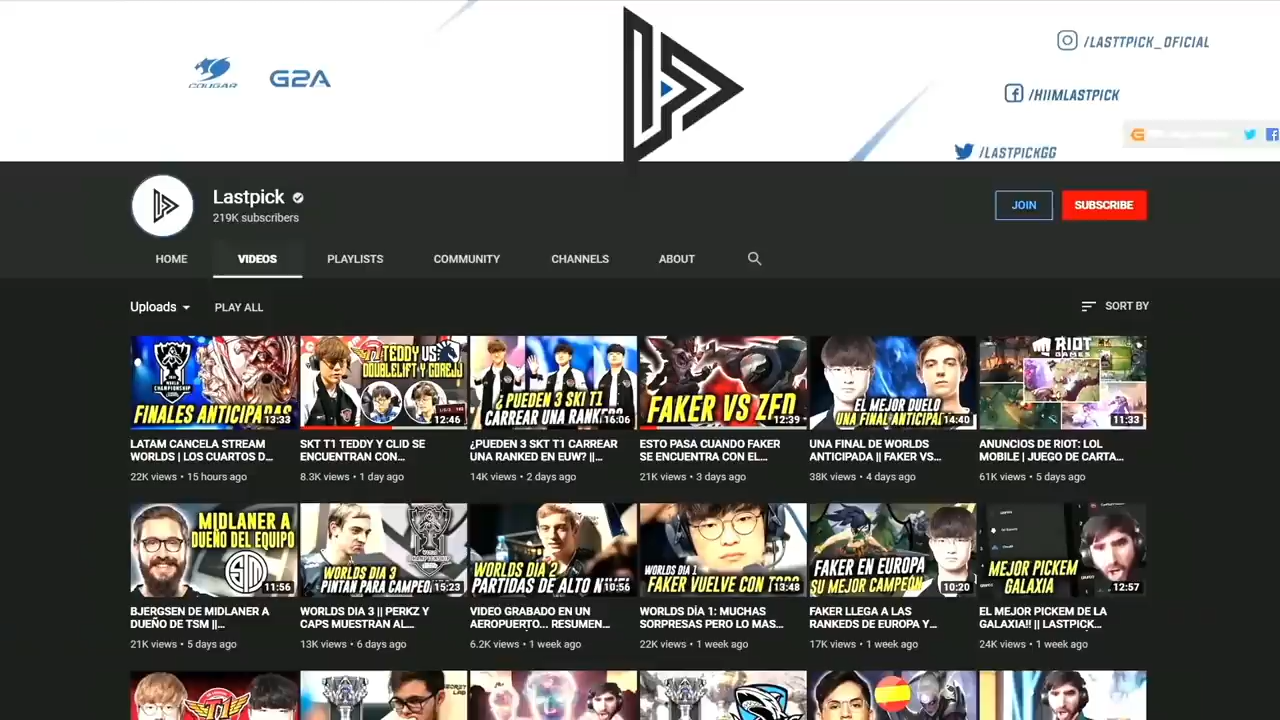 COUGAR
G2A
/LASTTPICK_OFICIAL
/HIIMLASTPICK
/LASTPICKGG
Lastpick
219K subscribers
JOIN
SUBSCRIBE
HOME
VIDEOS
PLAYLISTS
COMMUNITY
CHANNELS
ABOUT
Uploads
PLAY ALL
SORT BY
FINALES ANTICIPADAS
13:33
LATAM CANCELA STREAM
WORLDS | LOS CUARTOS D...
22K views • 15 hours ago
TEDDY VS
DOUBLELIFT Y GOREJJ
12:46
SKT T1 TEDDY Y CLID SE
ENCUENTRAN CON...
8.3K views • 1 day ago
¿PUEDEN 3 SKT T1
CARREAR UNA RANKED
16:06
¿PUEDEN 3 SKT T1 CARREAR
UNA RANKED EN EUW? ||...
14K views • 2 days ago
FAKER VS ZED
12:39
ESTO PASA CUANDO FAKER
SE ENCUENTRA CON EL...
21K views • 3 days ago
EL MEJOR DUELO
UNA FINAL ANTICIPA
14:40
UNA FINAL DE WORLDS
ANTICIPADA || FAKER VS...
38K views • 4 days ago
RIOT
GAMES
11:33
ANUNCIOS DE RIOT: LOL
MOBILE | JUEGO DE CARTA...
61K views • 5 days ago
MIDLANER A
DUEÑO DEL EQUIPO
TSM
11:56
BJERGSEN DE MIDLANER A
DUEÑO DE TSM ||...
21K views • 5 days ago
WORLDS DIA 3
PINTAN PARA CAMPEO
15:23
WORLDS DIA 3 || PERKZ Y
CAPS MUESTRAN AL...
13K views • 6 days ago
WORLDS DIA 2
PARTIDAS DE ALTO NIVEL
10:56
VIDEO GRABADO EN UN
AEROPUERTO... RESUMEN...
6.2K views • 1 week ago
WORLDS DIA 1
FAKER VUELVE CON TODO
13:48
WORLDS DÍA 1: MUCHAS
SORPRESAS PERO LO MAS...
22K views • 1 week ago
FAKER EN EUROPA
SU MEJOR CAMPEÓN
10:20
FAKER LLEGA A LAS
RANKEDS DE EUROPA Y...
17K views • 1 week ago
MEJOR PICKEM
GALAXIA
12:57
EL MEJOR PICKEM DE LA
GALAXIA!! || LASTPICK...
24K views • 1 week ago